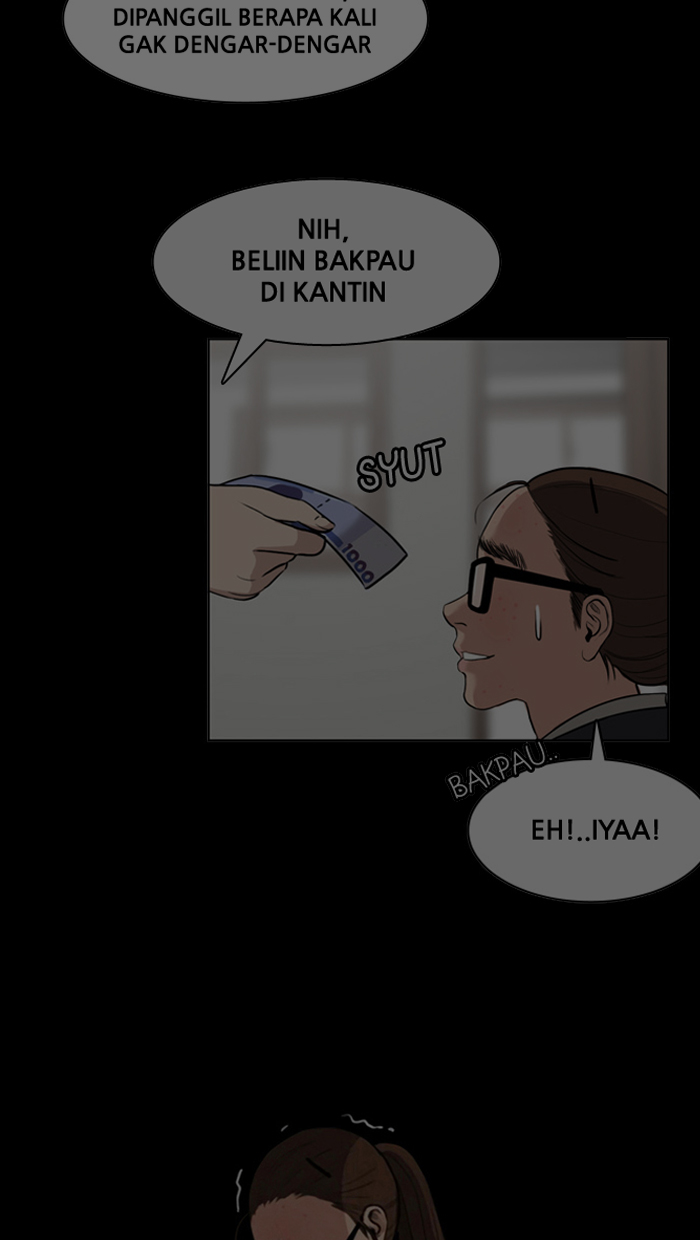 DIPANGGIL BERAPA KALI
GAK DENGAR-DENGAR
NIH,
BELIIN BAKPAU
DI KANTIN
SYUT
1000
BAKPAU..
EH!..IYAA!